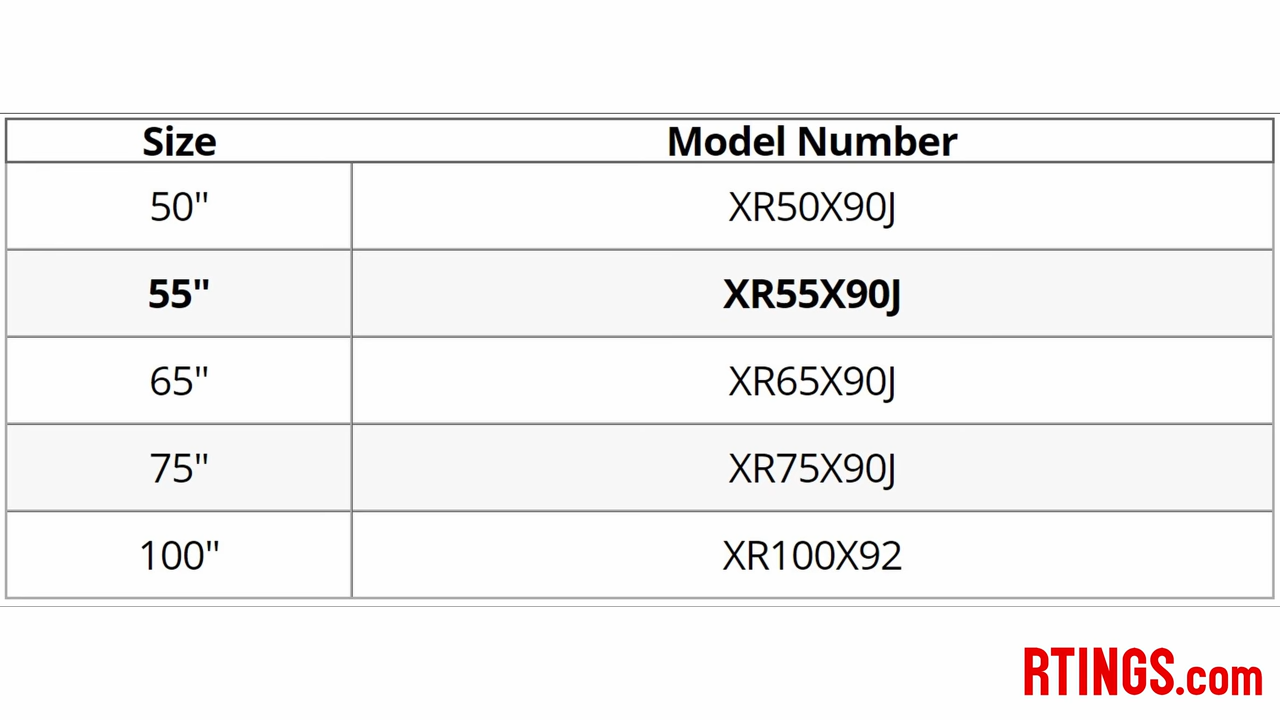 Size Model Number
50" XR50X90J
55" XR55X90J
65" XR65X90J
75" XR75X90J
100" XR100X92
RTINGS.com